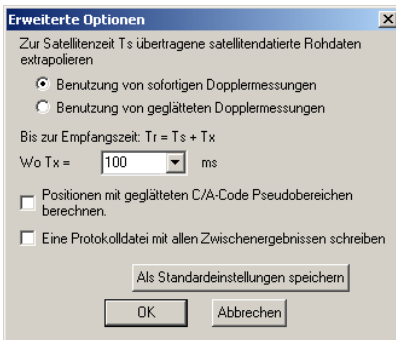 Erweiterte Optionen
Zur Satellitenzeit Ts übertragene satellitendatierte Rohdaten
extrapolieren
Benutzung von sofortigen Dopplermessungen
Benutzung von geglätteten Dopplermessungen
Bis zur Empfangszeit: Tr = Ts + Tx
Wo Tx = 100 ms
Positionen mit geglätteten C/A-Code Pseudobereichen
berechnen.
Eine Protokolldatei mit allen Zwischenergebnissen schreiben
Als Standardeinstellungen speichern
OK Abbrechen